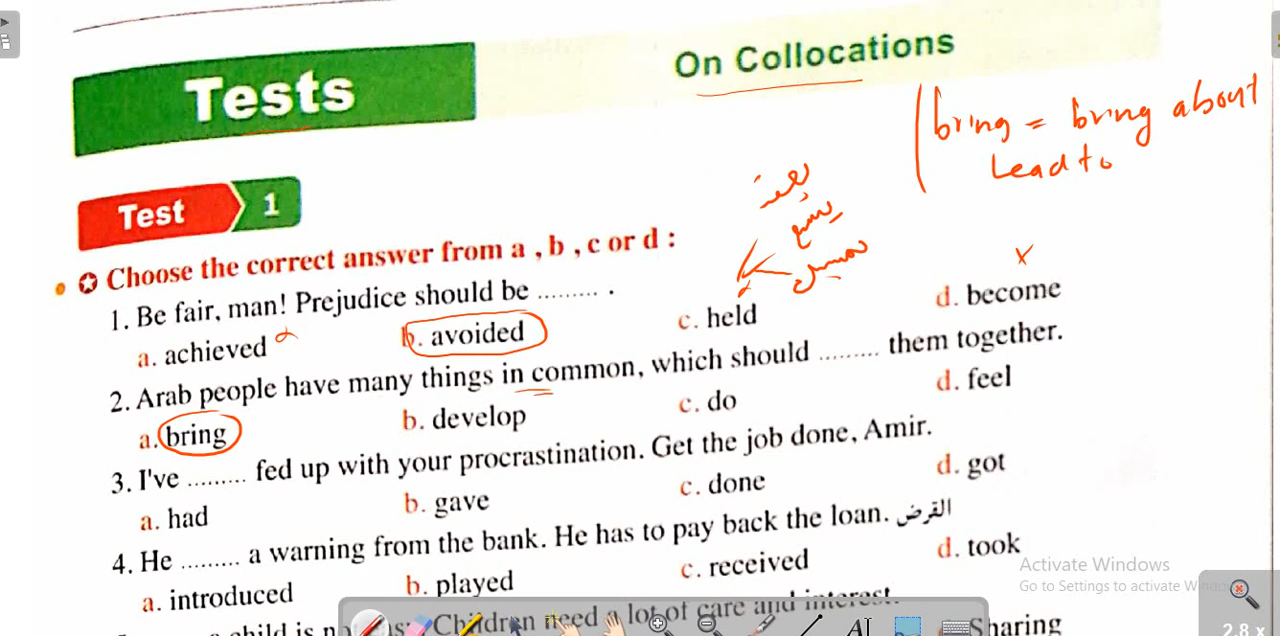 On Collocations
Tests
bring = bring about
Lead to
Test 1
Choose the correct answer from a , b , c or d :
1. Be fair, man! Prejudice should be ......... .
a. achieved b. avoided c. held d. become
2. Arab people have many things in common, which should ......... them together.
a. bring b. develop c. do d. feel
3. I've ......... fed up with your procrastination. Get the job done, Amir.
a. had b. gave c. done d. got
4. He ......... a warning from the bank. He has to pay back the loan. القرض
a. introduced b. played c. received d. took
Activate Windows
Go to Settings to activate Windows
child is Children need a lot of care and interest.
Sharing
2.8 x